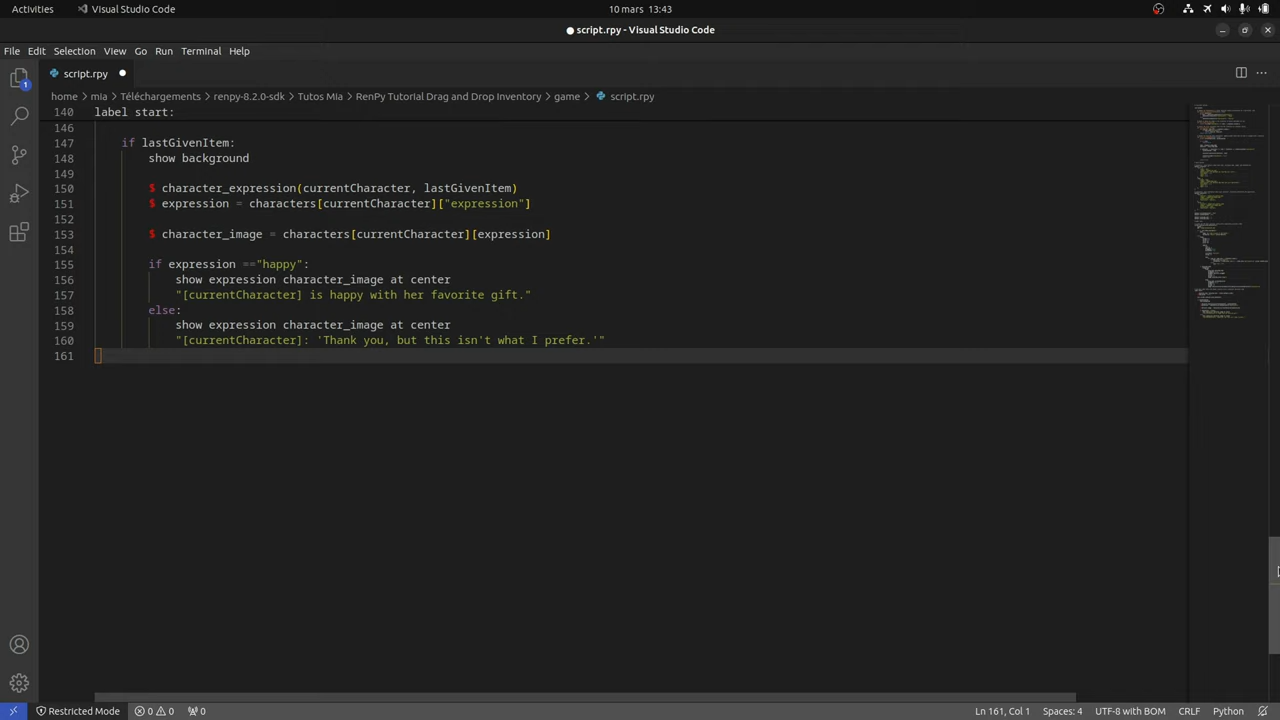 Activities
Visual Studio Code
10 mars 13:43
script.rpy - Visual Studio Code
File Edit Selection View Go Run Terminal Help
script.rpy
home mia Téléchargements renpy-8.2.0-sdk Tutos MIa RenPy Tutorial Drag and Drop Inventory game script.rpy
1
140 label start:
146
147 if lastGivenItem:
148 show background
149
150 $ character_expression(currentCharacter, lastGivenItem)
151 $ expression = characters[currentCharacter]["expression"]
152
153 $ character_image = characters[currentCharacter][expression]
154
155 if expression =="happy":
156 show expression character_image at center
157 "[currentCharacter] is happy with her favorite gift."
158 else:
159 show expression character_image at center
160 "[currentCharacter]: 'Thank you, but this isn't what I prefer.'"
161
Restricted Mode 0 0 0 Ln 161, Col 1 Spaces: 4 UTF-8 with BOM CRLF Python